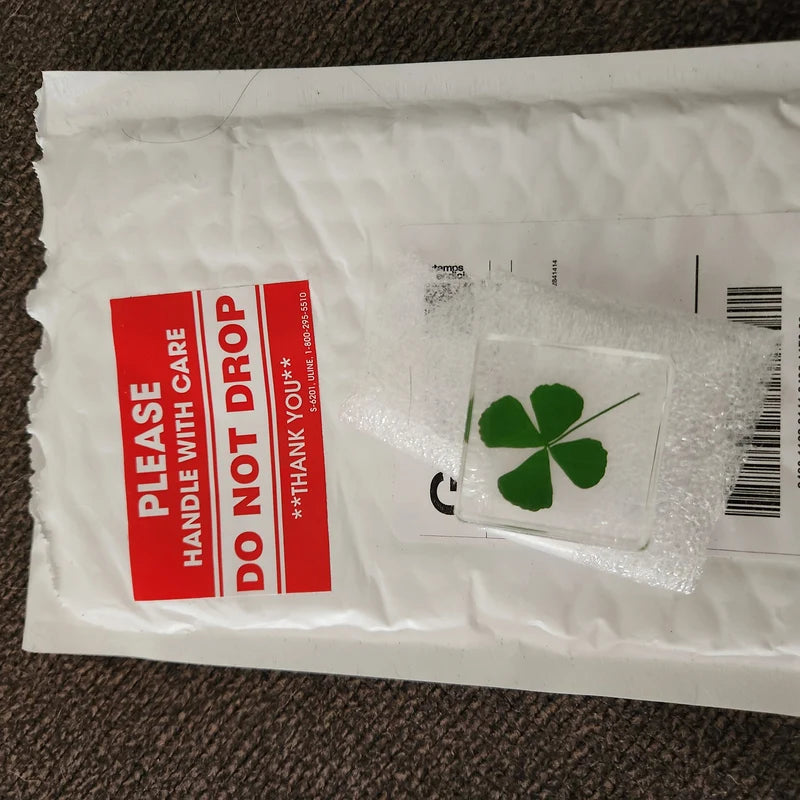 PLEASE
HANDLE WITH CARE
DO NOT DROP
**THANK YOU**
S-6201, ULINE, 1-800-295-5510
G